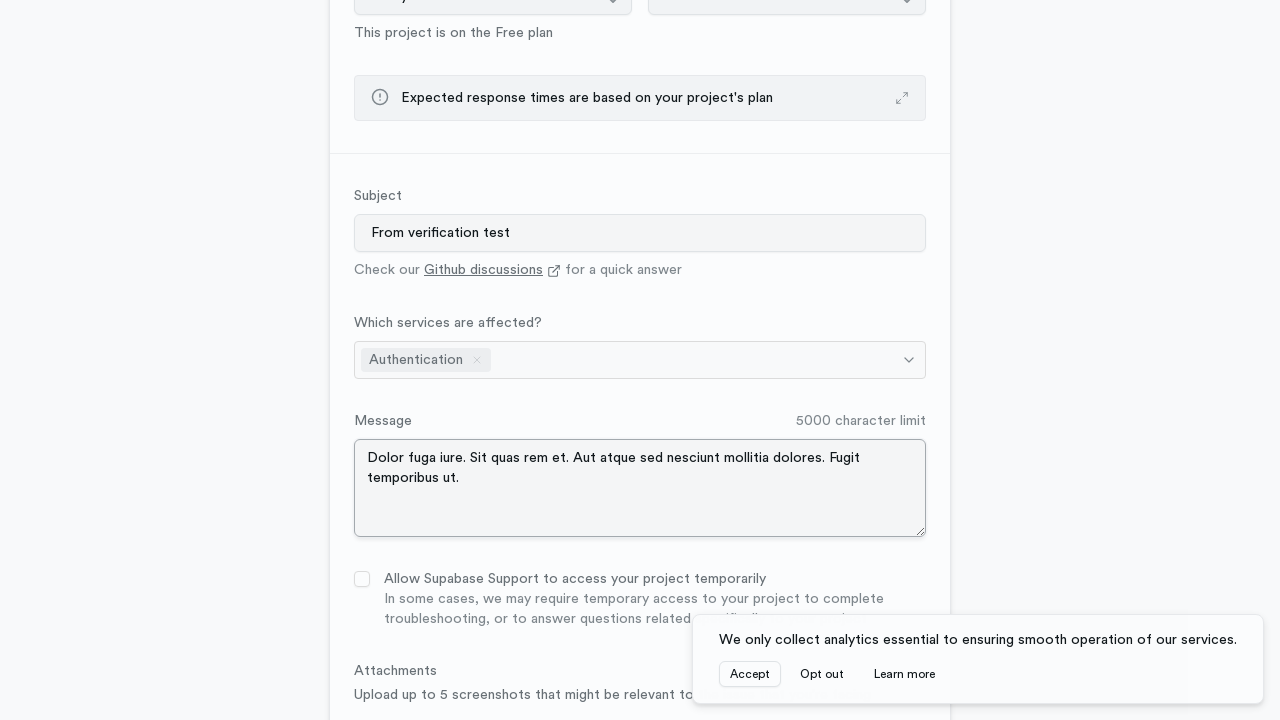 This project is on the Free plan
Expected response times are based on your project's plan
Subject
From verification test
Check our Github discussions for a quick answer
Which services are affected?
Authentication
Message
5000 character limit
Dolor fuga iure. Sit quas rem et. Aut atque sed nesciunt mollitia dolores. Fugit
temporibus ut.
Allow Supabase Support to access your project temporarily
In some cases, we may require temporary access to your project to complete
troubleshooting, or to answer questions related
We only collect analytics essential to ensuring smooth operation of our services.
Accept
Opt out
Learn more
Attachments
Upload up to 5 screenshots that might be relevant to